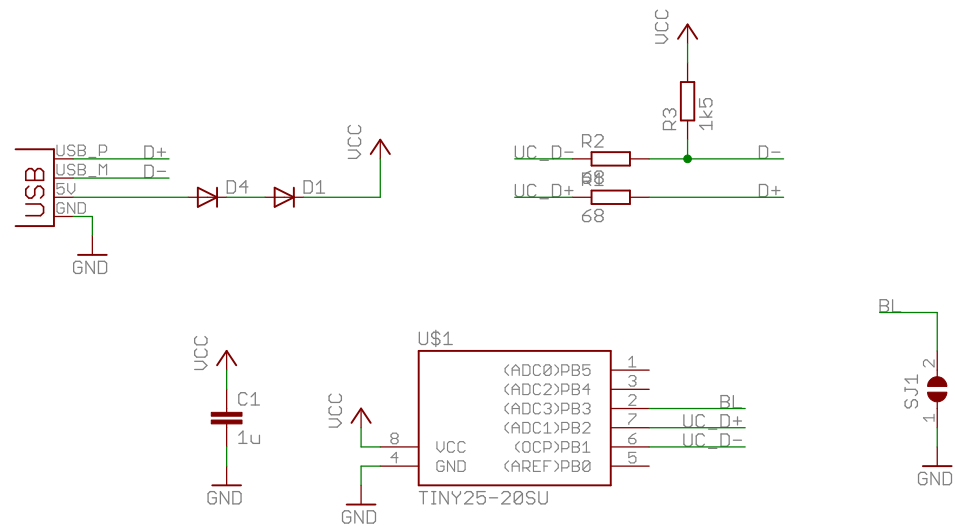 VCC
R3
1k5
R2
UC_D-
D-
68
R1
UC_D+
D+
68
VCC
USB
USB_P
D+
USB_M
D-
5V
D4
D1
GND
GND
BL
2
SJ1
1
GND
VCC
C1
1u
GND
U$1
(ADC0)PB5
1
(ADC2)PB4
3
(ADC3)PB3
2
BL
(ADC1)PB2
7
UC_D+
VCC
8
VCC
(OCP)PB1
6
UC_D-
4
GND
(AREF)PB0
5
TINY25-20SU
GND